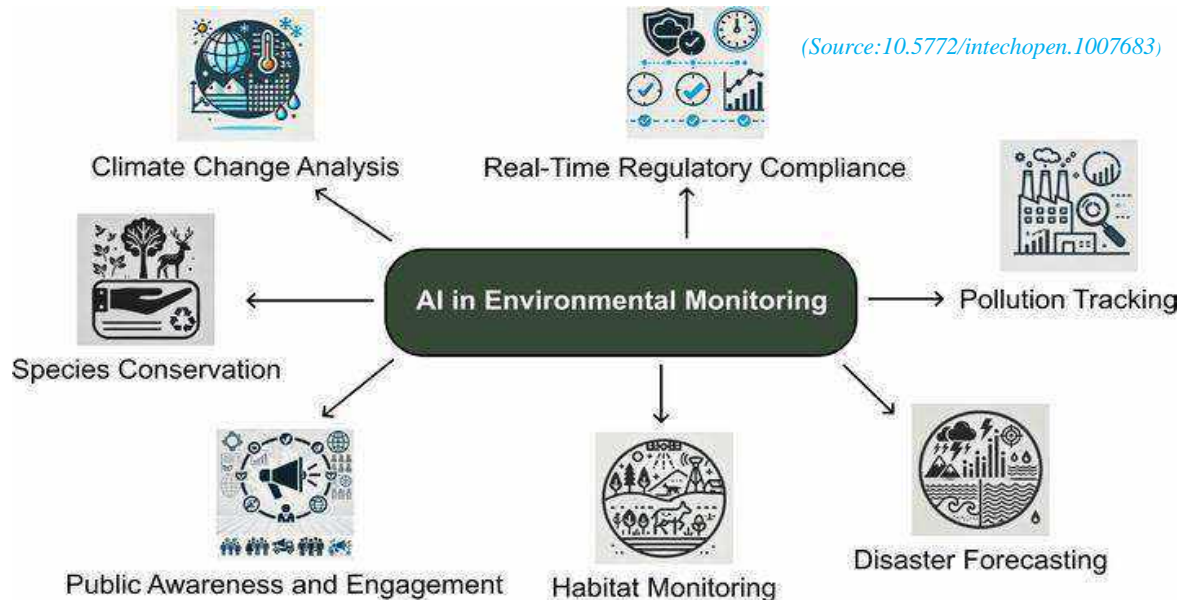 (Source:10.5772/intechopen.1007683)
Climate Change Analysis
Real-Time Regulatory Compliance
AI in Environmental Monitoring
Pollution Tracking
Species Conservation
Disaster Forecasting
Public Awareness and Engagement
Habitat Monitoring